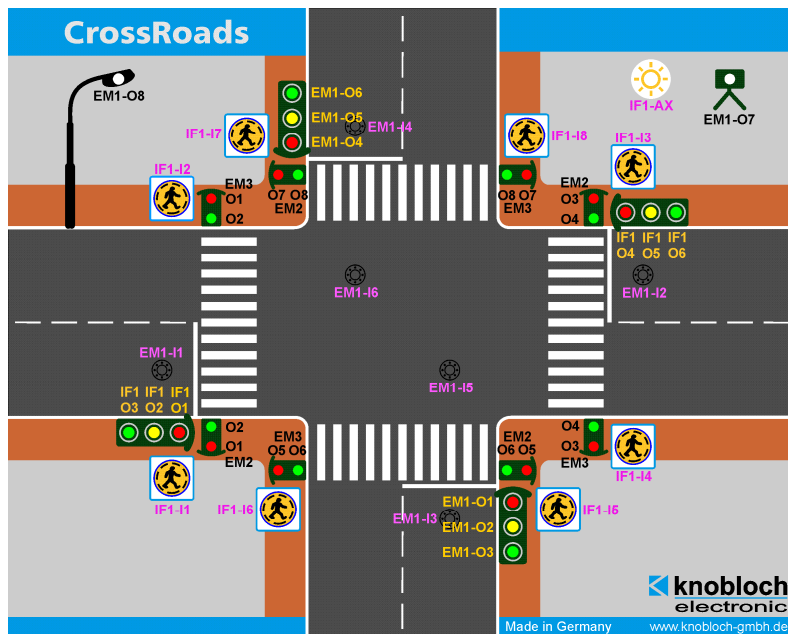 CrossRoads
EM1-O8
EM1-O6
EM1-O5
EM1-O4
EM1-I4
IF1-I7
IF1-I8
IF1-AX
EM1-O7
IF1-I3
IF1-I2
EM3
O1
O2
O7 O8
EM2
O8 O7
EM3
EM2
O3
O4
IF1 IF1 IF1
O4 O5 O6
EM1-I6
EM1-I2
EM1-I1
EM1-I5
IF1 IF1 IF1
O3 O2 O1
O2
O1
EM2
EM3
O5 O6
EM2
O6 O5
O4
O3
EM3
IF1-I1
IF1-I6
IF1-I4
IF1-I5
EM1-I3
EM1-O1
EM1-O2
EM1-O3
knobloch
electronic
Made in Germany
www.knobloch-gmbh.de